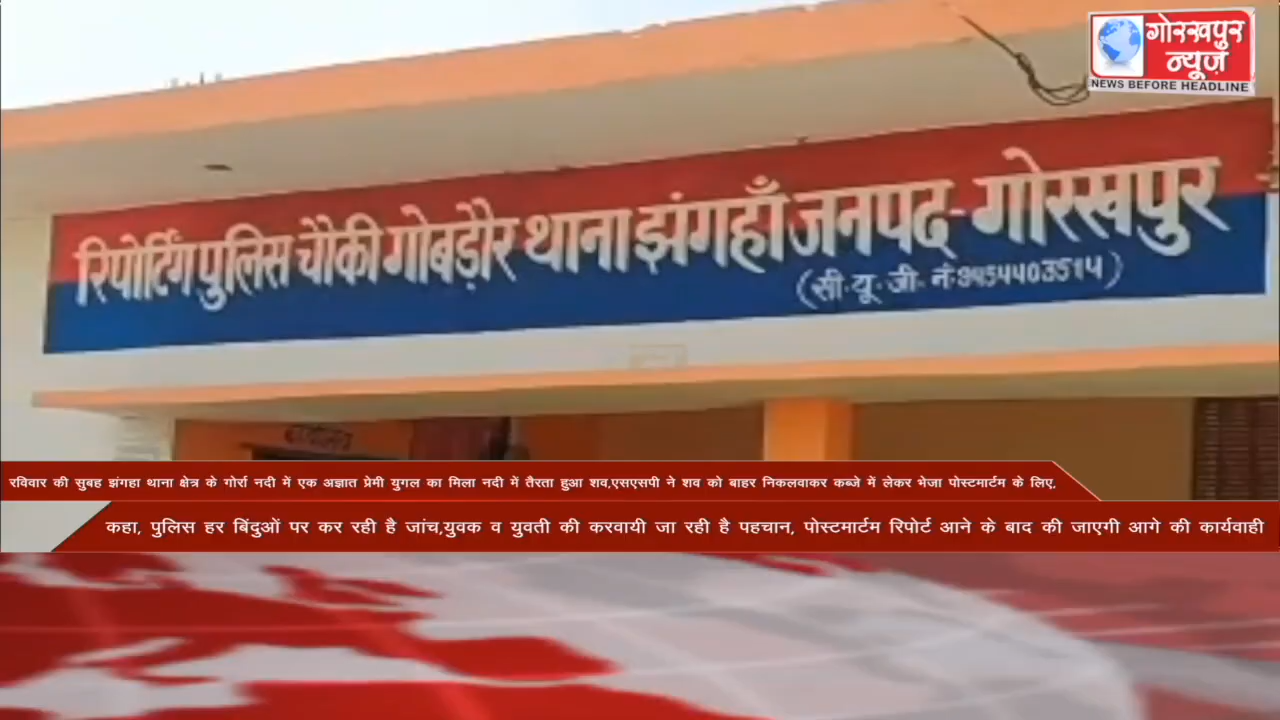 गोरखपुर
न्यूज़
NEWS BEFORE HEADLINE
रिपोर्टिंग पुलिस चौकी गोबड़ौर थाना झंगहाँ जनपद-गोरखपुर
(सी.यू.जी. नं. 9454403514)
कार्यालय
रविवार की सुबह झंगहा थाना क्षेत्र के गोर्रा नदी में एक अज्ञात प्रेमी युगल का मिला नदी में तैरता हुआ शव,एसएसपी ने शव को बाहर निकलवाकर कब्जे में लेकर भेजा पोस्टमार्टम के लिए,
कहा, पुलिस हर बिंदुओं पर कर रही है जांच,युवक व युवती की करवायी जा रही है पहचान, पोस्टमार्टम रिपोर्ट आने के बाद की जाएगी आगे की कार्यवाही